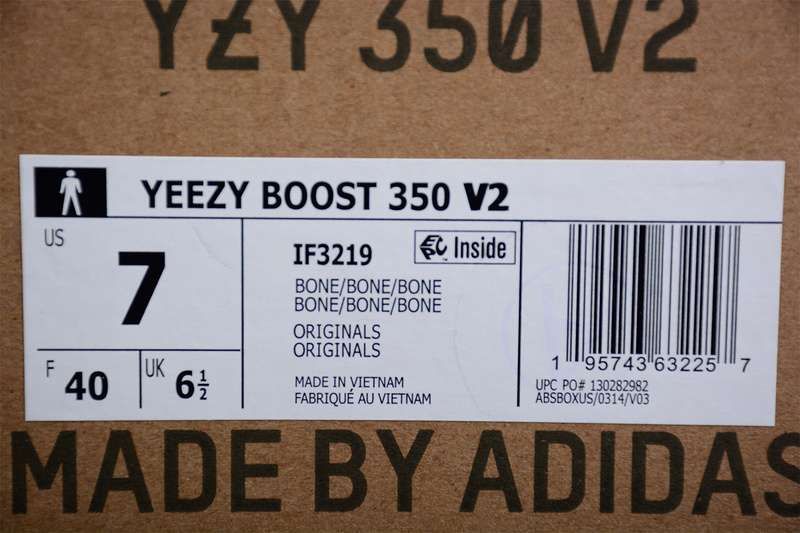 YZY 350 V2
YEEZY BOOST 350 V2
US
7
F
40
UK
6½
IF3219
Inside
BONE/BONE/BONE
BONE/BONE/BONE
ORIGINALS
ORIGINALS
MADE IN VIETNAM
FABRIQUÉ AU VIETNAM
1 95743 63225 7
UPC PO# 130282982
ABSBOXUS/0314/V03
MADE BY ADIDAS